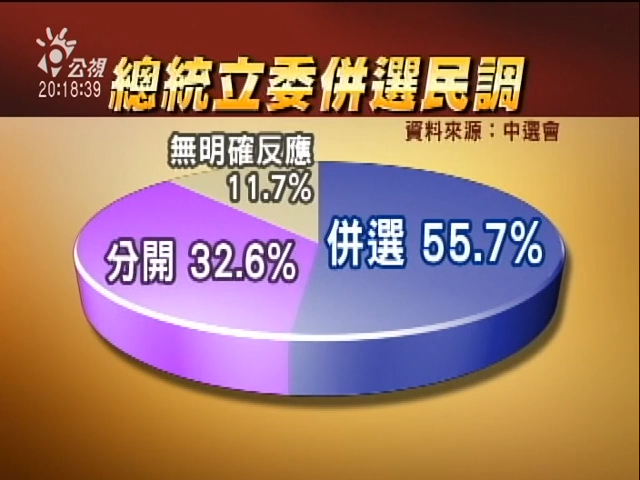 公視
20:18:39
總統立委併選民調
資料來源：中選會
無明確反應
11.7%
分開 32.6%
併選 55.7%